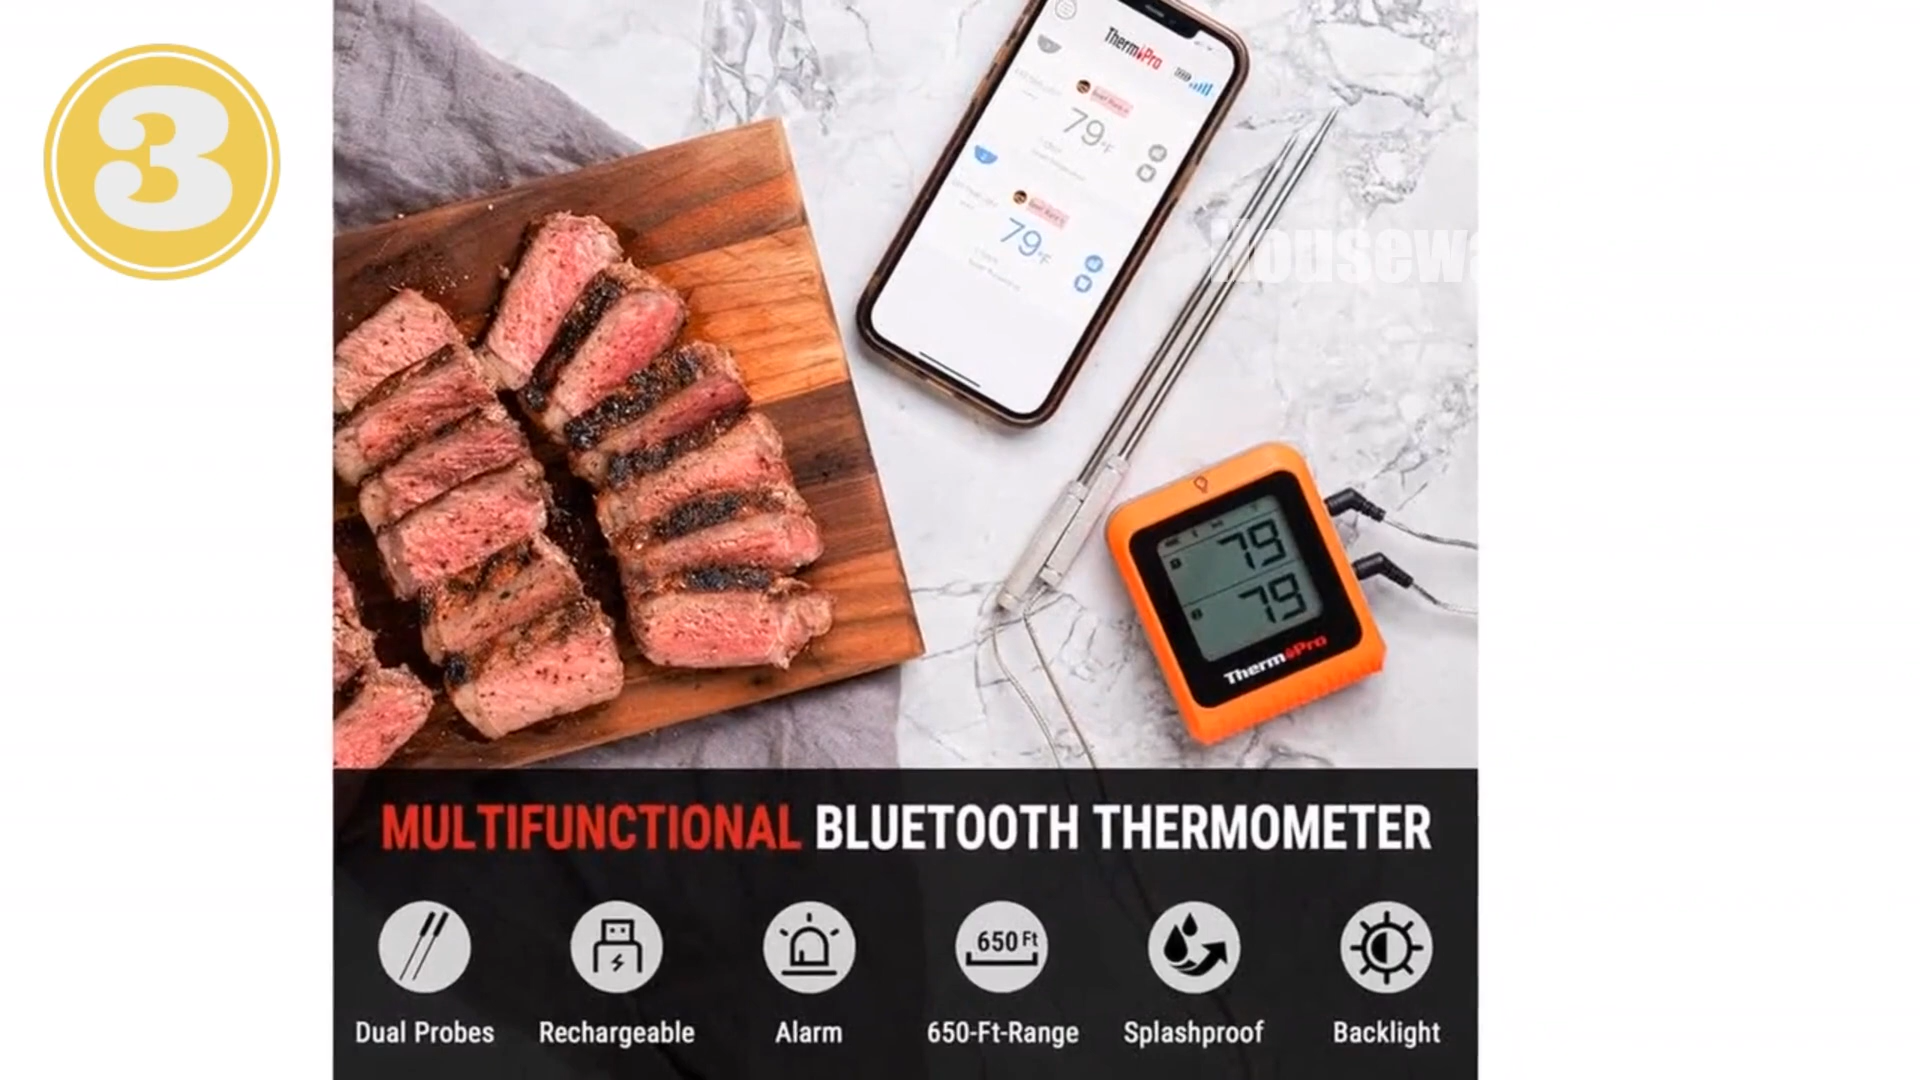 3
ThermoPro
79°F
79°F
housewa
79
79
ThermoPro
MULTIFUNCTIONAL BLUETOOTH THERMOMETER
650 Ft
Dual Probes
Rechargeable
Alarm
650-Ft-Range
Splashproof
Backlight